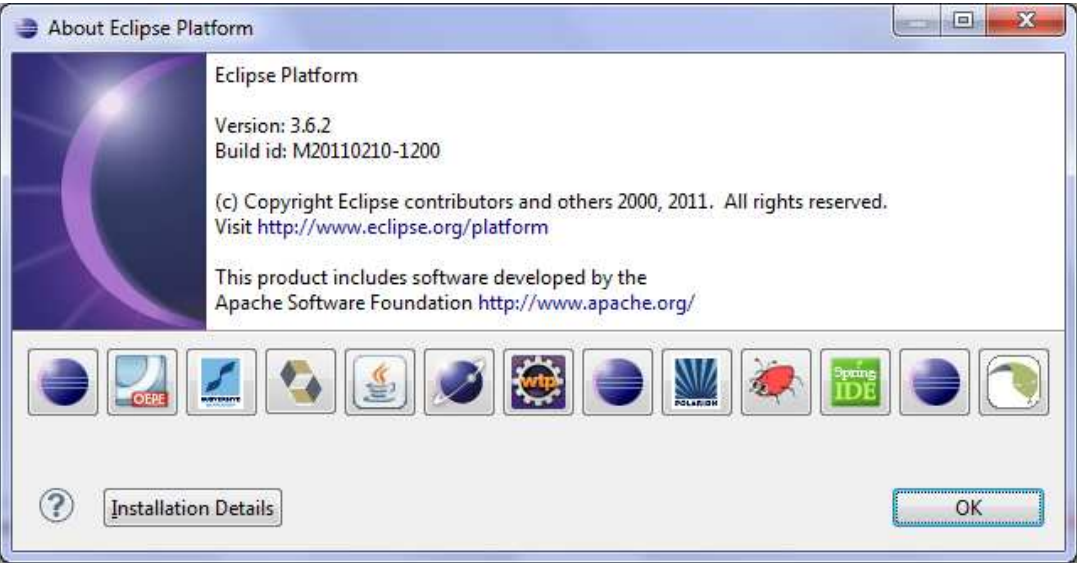 About Eclipse Platform
Eclipse Platform
Version: 3.6.2
Build id: M20110210-1200
(c) Copyright Eclipse contributors and others 2000, 2011.  All rights reserved.
Visit http://www.eclipse.org/platform
This product includes software developed by the
Apache Software Foundation http://www.apache.org/
OEPE
wtp
POLARION
Spring
IDE
? Installation Details
OK